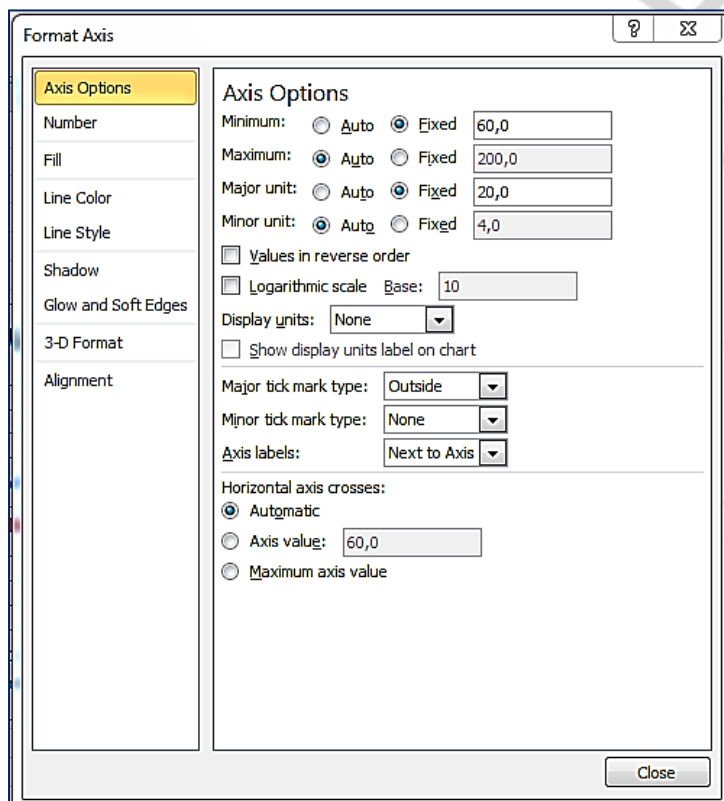 Format Axis
Axis Options
Number
Fill
Line Color
Line Style
Shadow
Glow and Soft Edges
3-D Format
Alignment
Axis Options
Minimum: Auto Fixed 60,0
Maximum: Auto Fixed 200,0
Major unit: Auto Fixed 20,0
Minor unit: Auto Fixed 4,0
Values in reverse order
Logarithmic scale Base: 10
Display units: None
Show display units label on chart
Major tick mark type: Outside
Minor tick mark type: None
Axis labels: Next to Axis
Horizontal axis crosses:
Automatic
Axis value: 60,0
Maximum axis value
Close